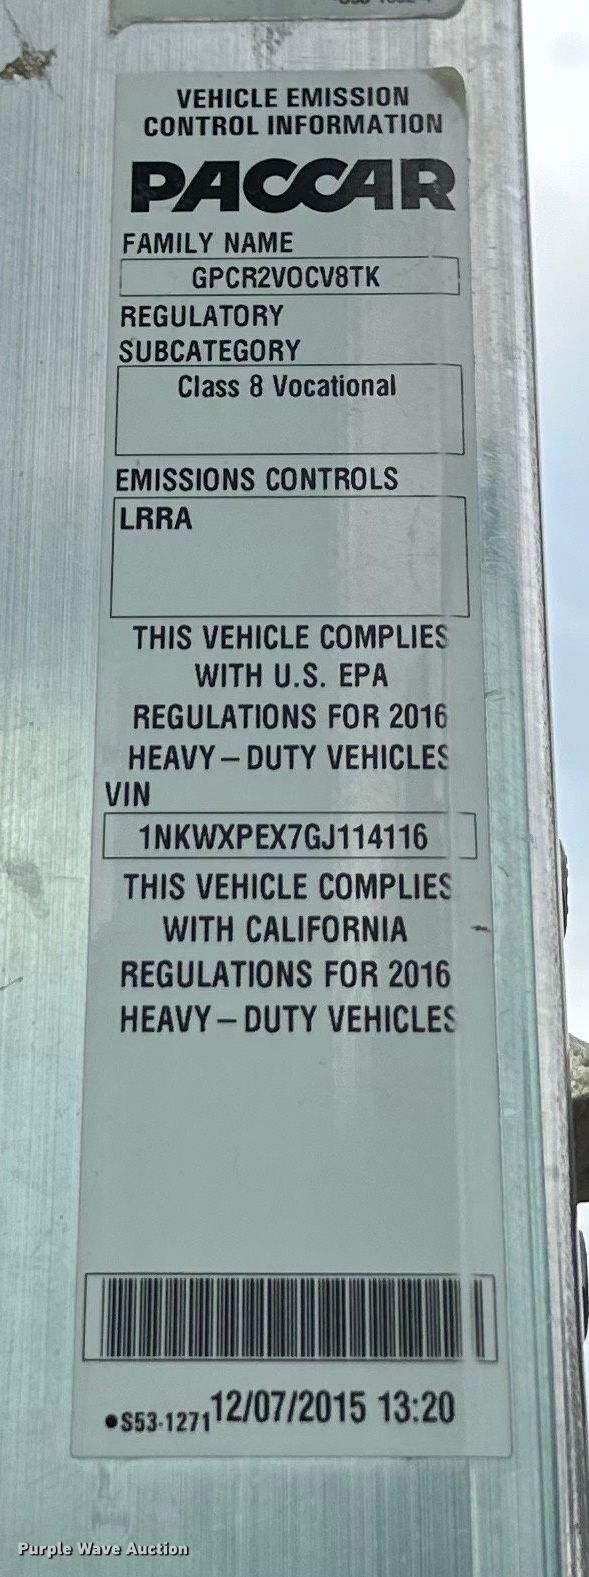 VEHICLE EMISSION
CONTROL INFORMATION
PACCAR
FAMILY NAME
GPCR2VOCV8TK
REGULATORY
SUBCATEGORY
Class 8 Vocational
EMISSIONS CONTROLS
LRRA
THIS VEHICLE COMPLIES
WITH U.S. EPA
REGULATIONS FOR 2016
HEAVY–DUTY VEHICLES
VIN
1NKWXPEX7GJ114116
THIS VEHICLE COMPLIES
WITH CALIFORNIA
REGULATIONS FOR 2016
HEAVY–DUTY VEHICLES
●S53-1271 12/07/2015 13:20
Purple Wave Auction